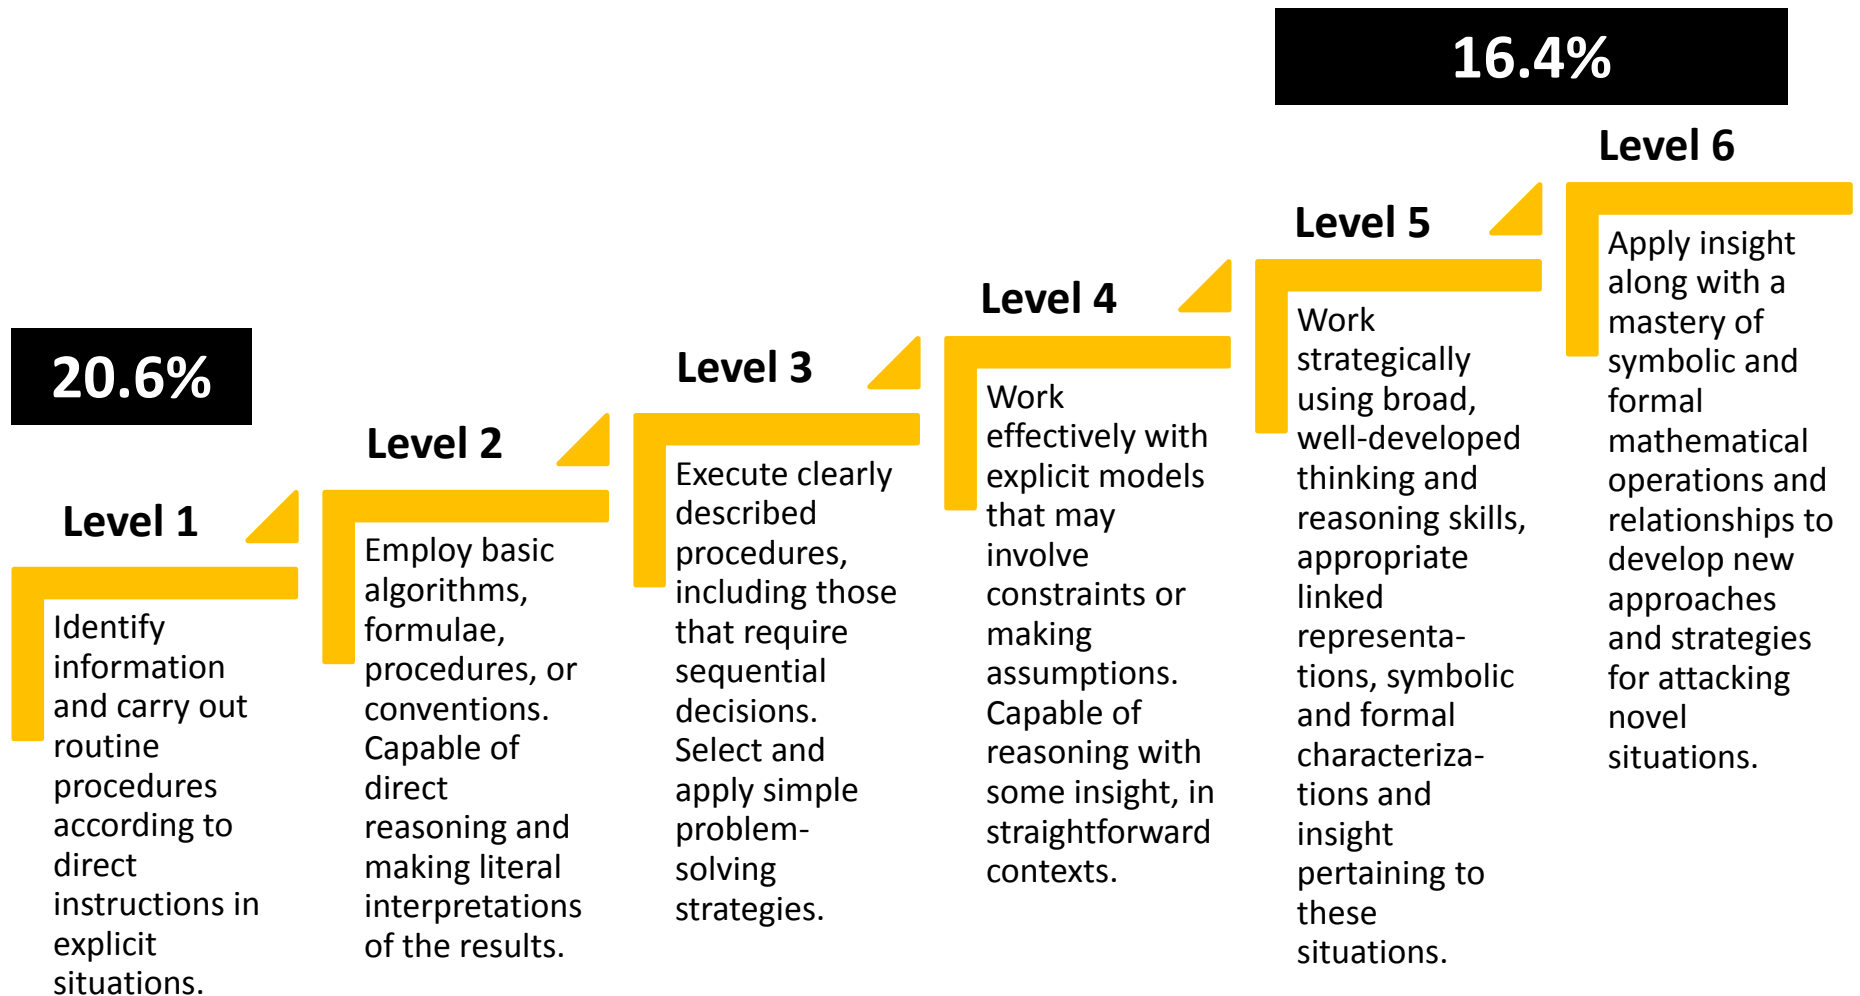 20.6%
Level 1
Identify
information
and carry out
routine
procedures
according to
direct
instructions in
explicit
situations.
Level 2
Employ basic
algorithms,
formulae,
procedures, or
conventions.
Capable of
direct
reasoning and
making literal
interpretations
of the results.
Level 3
Execute clearly
described
procedures,
including those
that require
sequential
decisions.
Select and
apply simple
problem-
solving
strategies.
Level 4
Work
effectively with
explicit models
that may
involve
constraints or
making
assumptions.
Capable of
reasoning with
some insight, in
straightforward
contexts.
16.4%
Level 5
Work
strategically
using broad,
well-developed
thinking and
reasoning skills,
appropriate
linked
representa-
tions, symbolic
and formal
characteriza-
tions and
insight
pertaining to
these
situations.
Level 6
Apply insight
along with a
mastery of
symbolic and
formal
mathematical
operations and
relationships to
develop new
approaches
and strategies
for attacking
novel
situations.